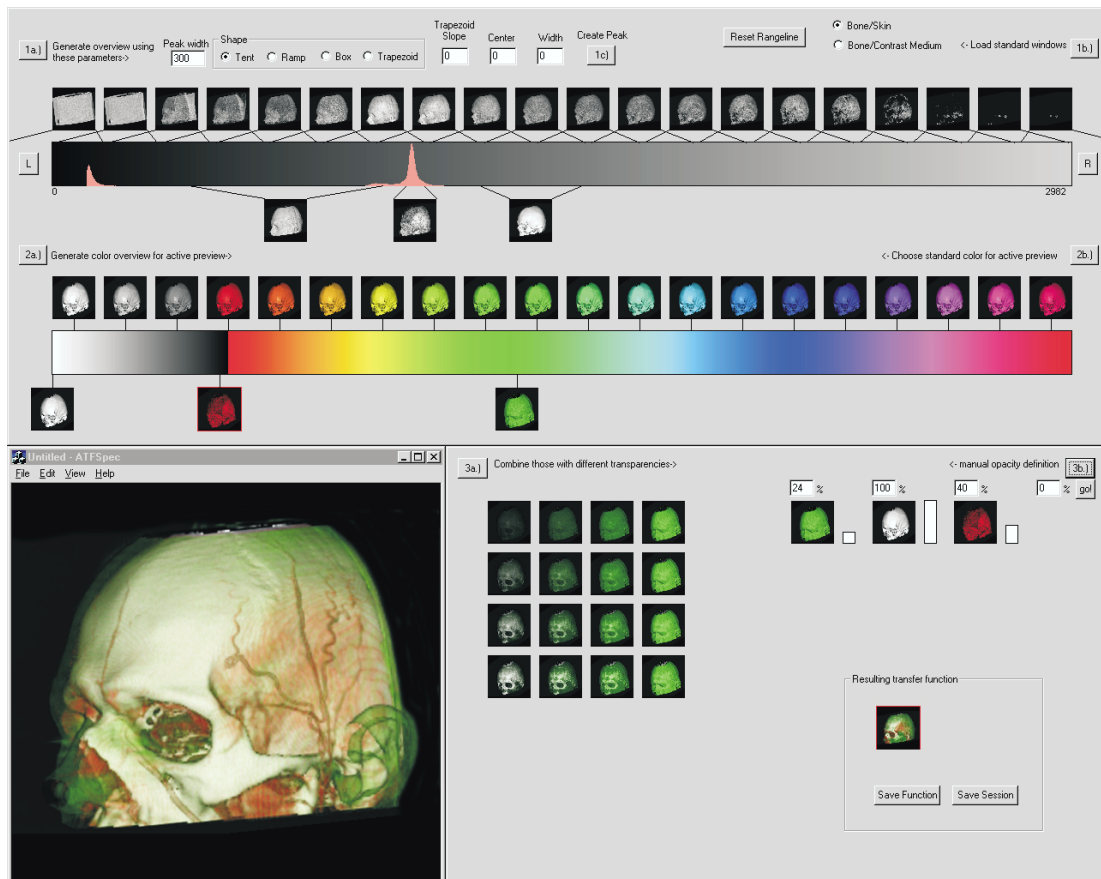 1a.) Generate overview using
these parameters->
Peak width
300
Shape
Tent Ramp Box Trapezoid
Trapezoid
Slope
0
Center
0
Width
0
Create Peak
1c)
Reset Rangeline
Bone/Skin
Bone/Contrast Medium
<- Load standard windows 1b.)
L
R
0
2982
2a.) Generate color overview for active preview->
<- Choose standard color for active preview 2b.)
Untitled - ATFSpec
File Edit View Help
3a.) Combine those with different transparencies->
<- manual opacity definition 3b.)
24 % 100 % 40 % 0 % go!
Resulting transfer function
Save Function Save Session